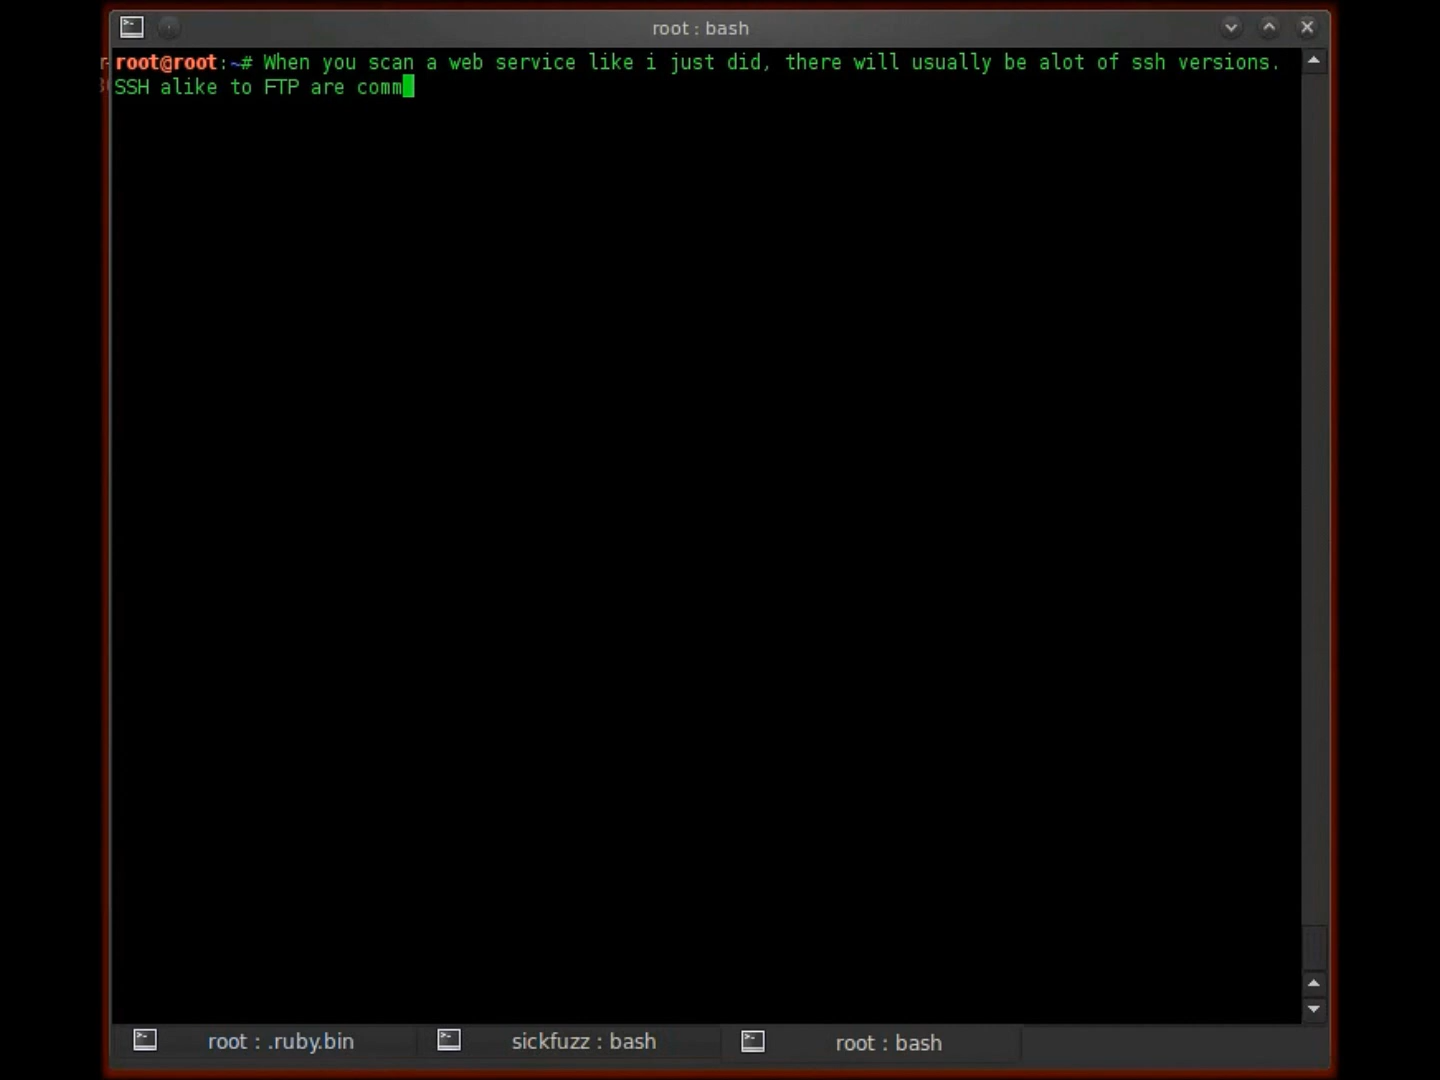 root : bash
root@root:~# When you scan a web service like i just did, there will usually be alot of ssh versions.
SSH alike to FTP are comm
root : .ruby.bin
sickfuzz : bash
root : bash